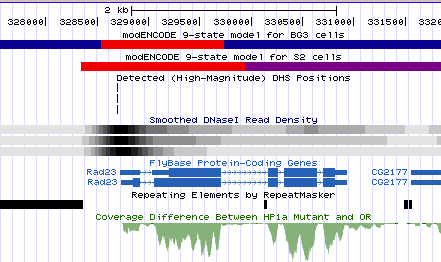 2 kb
328000| 328500| 329000| 329500| 330000| 330500| 331000| 331500| 332
modENCODE 9-state model for BG3 cells
modENCODE 9-state model for S2 cells
Detected (High-Magnitude) DHS Positions
Smoothed DNaseI Read Density
FlyBase Protein-Coding Genes
Rad23 CG2177
Rad23 CG2177
Repeating Elements by RepeatMasker
Coverage Difference Between HP1a Mutant and OR